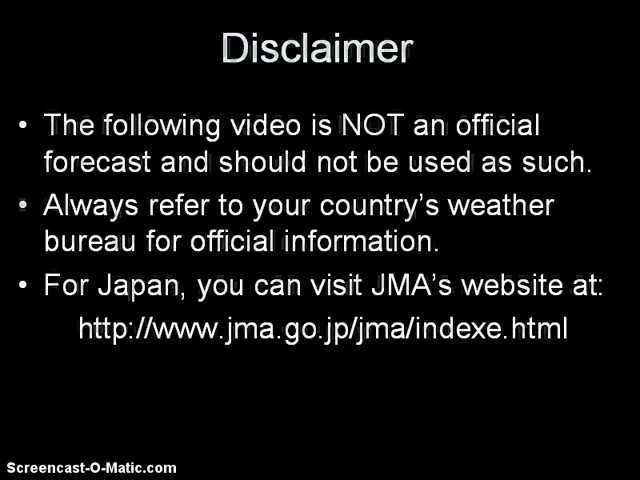 Disclaimer
• The following video is NOT an official
forecast and should not be used as such.
• Always refer to your country's weather
bureau for official information.
• For Japan, you can visit JMA's website at:
http://www.jma.go.jp/jma/indexe.html
Screencast-O-Matic.com